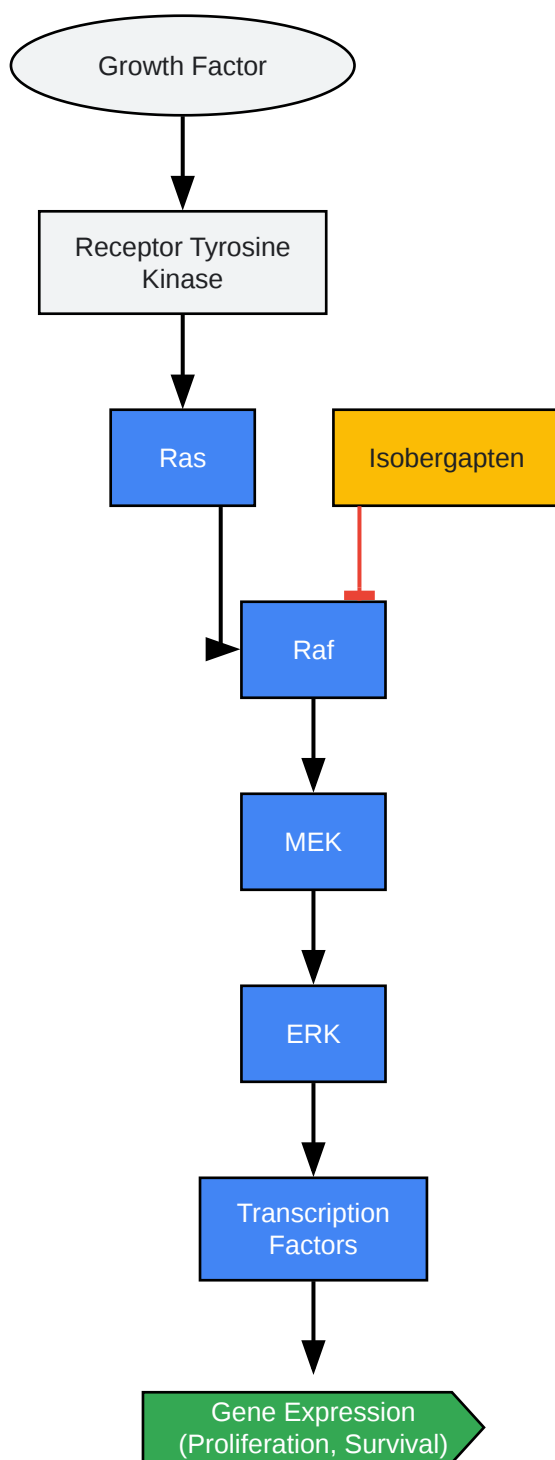 Growth Factor
Receptor Tyrosine
Kinase
Ras
Isobergapten
Raf
MEK
ERK
Transcription
Factors
Gene Expression
(Proliferation, Survival)